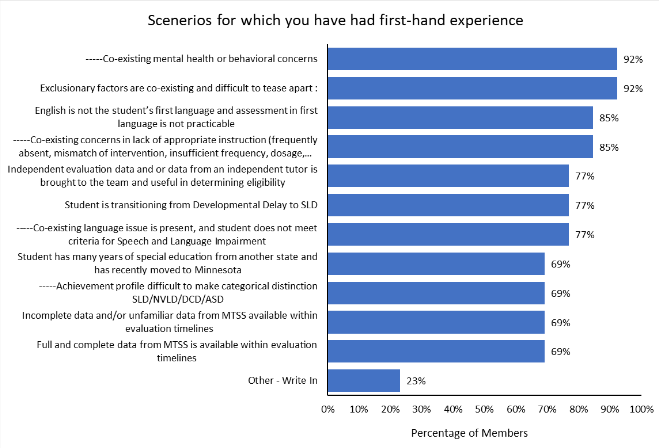 Scenerios for which you have had first-hand experience
-----Co-existing mental health or behavioral concerns
92%
Exclusionary factors are co-existing and difficult to tease apart :
92%
English is not the student's first language and assessment in first
language is not practicable
85%
-----Co-existing concerns in lack of appropriate instruction (frequently
absent, mismatch of intervention, insufficient frequency, dosage,...
85%
Independent evaluation data and or data from an independent tutor is
brought to the team and useful in determining eligibility
77%
Student is transitioning from Developmental Delay to SLD
77%
-----Co-existing language issue is present, and student does not meet
criteria for Speech and Language Impairment
77%
Student has many years of special education from another state and
has recently moved to Minnesota
69%
-----Achievement profile difficult to make categorical distinction
SLD/NVLD/DCD/ASD
69%
Incomplete data and/or unfamiliar data from MTSS available within
evaluation timelines
69%
Full and complete data from MTSS is available within evaluation
timelines
69%
Other - Write In
23%
0% 10% 20% 30% 40% 50% 60% 70% 80% 90% 100%
Percentage of Members